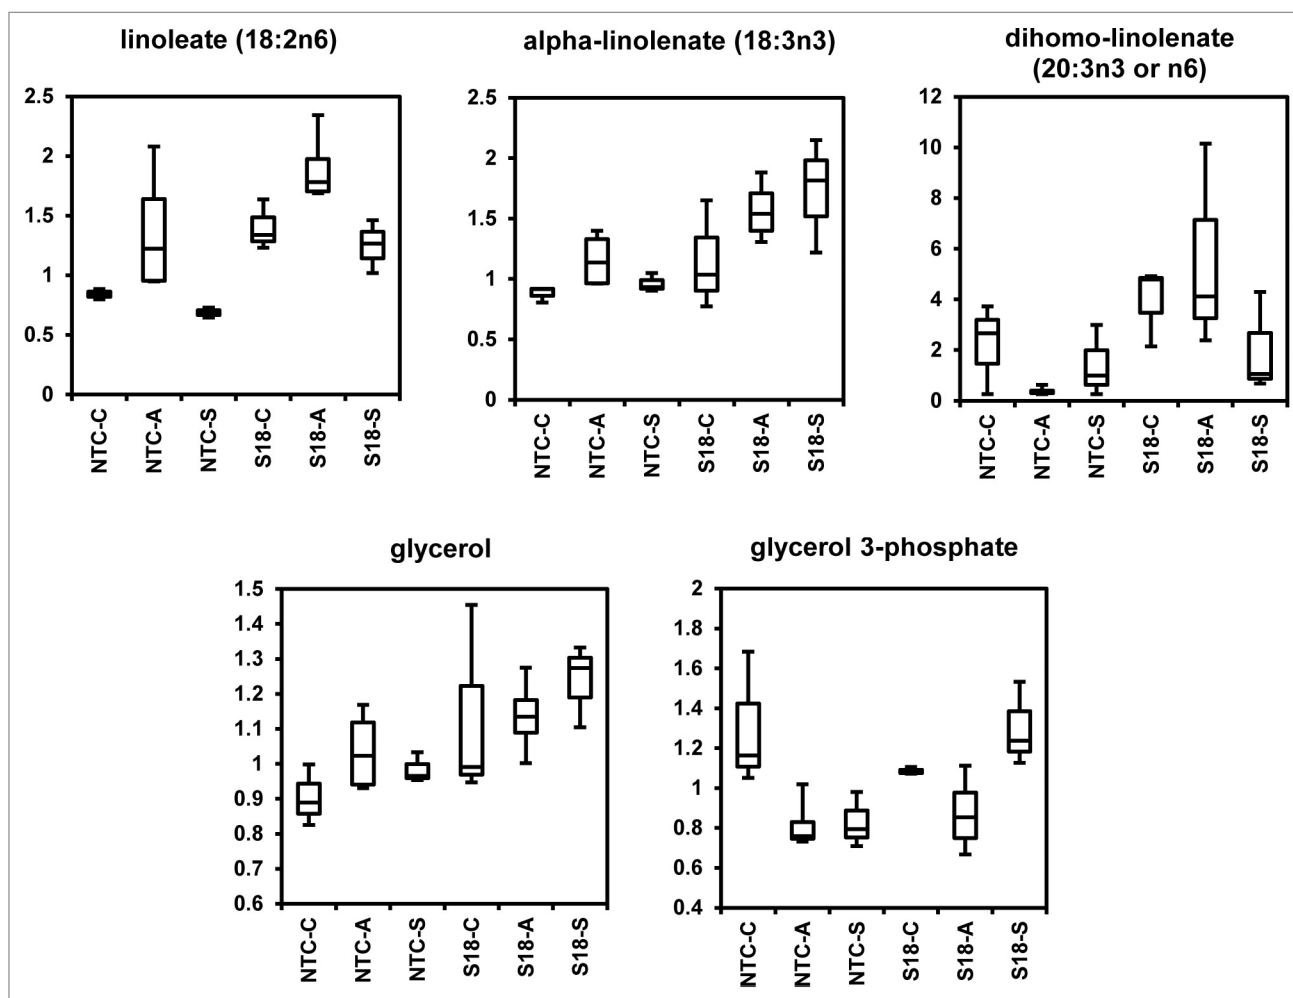 linoleate (18:2n6)
2.5
2
1.5
1
0.5
0
NTC-C
NTC-A
NTC-S
S18-C
S18-A
S18-S
alpha-linolenate (18:3n3)
2.5
2
1.5
1
0.5
0
NTC-C
NTC-A
NTC-S
S18-C
S18-A
S18-S
dihomo-linolenate
(20:3n3 or n6)
12
10
8
6
4
2
0
NTC-C
NTC-A
NTC-S
S18-C
S18-A
S18-S
glycerol
1.5
1.4
1.3
1.2
1.1
1
0.9
0.8
0.7
0.6
NTC-C
NTC-A
NTC-S
S18-C
S18-A
S18-S
glycerol 3-phosphate
2
1.8
1.6
1.4
1.2
1
0.8
0.6
0.4
NTC-C
NTC-A
NTC-S
S18-C
S18-A
S18-S